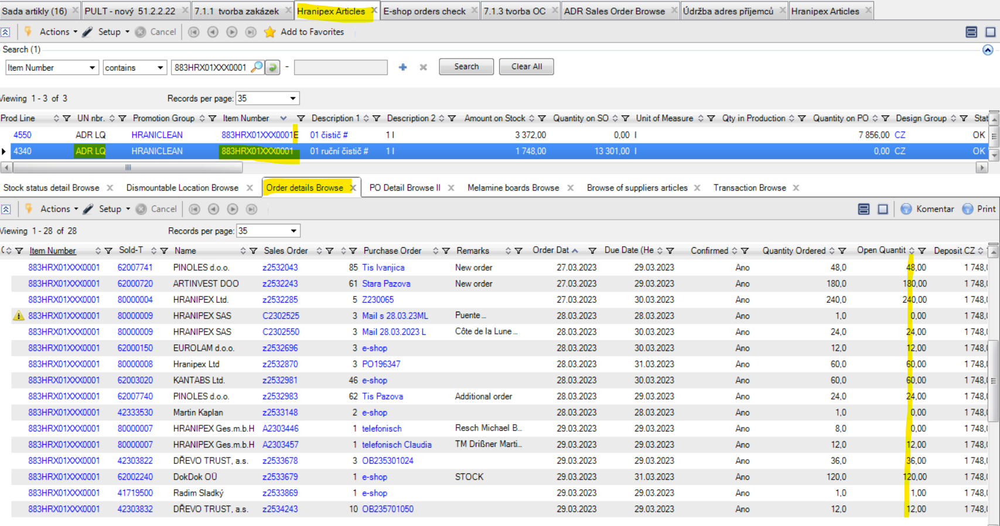 Sada artikly (16) PULT - nový 51.2.2.22 7.1.1 tvorba zakázek Hranipex Articles E-shop orders check 7.1.3 tvorba OC ADR Sales Order Browse Údržba adres příjemců Hranipex Articles
Actions Setup Cancel Add to Favorites
Search (1)
Item Number contains 883HRX01XXX0001 - Search Clear All
Viewing 1 - 3 of 3 Records per page: 35
Prod Line UN nbr. Promotion Group Item Number Description 1 Description 2 Amount on Stock Quantity on SO Unit of Measure Qty in Production Quantity on PO Design Group Stat
4550 ADR LQ HRANICLEAN 883HRX01XXX0001E 01 čistič # 1 l 3 372,00 0,00 l 7 856,00 CZ OK
4340 ADR LQ HRANICLEAN 883HRX01XXX0001 01 ruční čistič # 1 l 1 748,00 13 301,00 l 0,00 CZ OK
Stock status detail Browse Dismountable Location Browse Order details Browse PO Detail Browse II Melamine boards Browse Browse of suppliers articles Transaction Browse
Actions Setup Cancel Komentar Print
Viewing 1 - 28 of 28 Records per page: 35
Item Number Sold-T Name Sales Order Purchase Order Remarks Order Dat Due Date (He Confirmed Quantity Ordered Open Quantit Deposit CZ
883HRX01XXX0001 62007741 PINOLES d.o.o. z2532043 85 Tis Ivanjica New order 27.03.2023 29.03.2023 Ano 48,0 48,00 1 748,0
883HRX01XXX0001 62000720 ARTINVEST DOO z2532243 61 Stara Pazova New order 27.03.2023 29.03.2023 Ano 180,0 180,00 1 748,0
883HRX01XXX0001 80000004 HRANIPEX Ltd. z2532285 5 Z230065 27.03.2023 30.03.2023 Ano 240,0 240,00 1 748,0
883HRX01XXX0001 80000009 HRANIPEX SAS C2302525 3 Mail s 28.03.23ML Puente... 28.03.2023 28.03.2023 Ano 1,0 0,00 1 748,0
883HRX01XXX0001 80000009 HRANIPEX SAS C2302550 3 Mail 28.03.2023 L Côte de la Lune... 28.03.2023 30.03.2023 Ano 24,0 24,00 1 748,0
883HRX01XXX0001 62000150 EUROLAM d.o.o. z2532696 3 e-shop 28.03.2023 30.03.2023 Ano 12,0 12,00 1 748,0
883HRX01XXX0001 80000008 Hranipex Ltd z2532870 3 PO196347 28.03.2023 31.03.2023 Ano 60,0 60,00 1 748,0
883HRX01XXX0001 62003020 KANTABS Ltd. z2532981 46 e-shop 28.03.2023 30.03.2023 Ano 60,0 60,00 1 748,0
883HRX01XXX0001 62007740 PINOLES d.o.o. z2532983 62 Tis Pazova Additional order 28.03.2023 29.03.2023 Ano 24,0 24,00 1 748,0
883HRX01XXX0001 42333530 Martin Kaplan z2533148 2 e-shop 28.03.2023 28.03.2023 Ano 1,0 0,00 1 748,0
883HRX01XXX0001 80000007 HRANIPEX Ges.m.b.H A2303446 1 telefonisch Resch Michael B... 29.03.2023 29.03.2023 Ano 8,0 0,00 1 748,0
883HRX01XXX0001 80000007 HRANIPEX Ges.m.b.H A2303457 1 telefonisch Claudia TM Drißner Marti... 29.03.2023 29.03.2023 Ano 12,0 12,00 1 748,0
883HRX01XXX0001 42303822 DŘEVO TRUST, a.s. z2533678 3 OB235301024 29.03.2023 29.03.2023 Ano 36,0 36,00 1 748,0
883HRX01XXX0001 62002240 DokDok OÜ z2533679 1 e-shop STOCK 29.03.2023 31.03.2023 Ano 120,0 120,00 1 748,0
883HRX01XXX0001 41719500 Radim Sladký z2533869 1 e-shop 29.03.2023 29.03.2023 Ano 1,0 1,00 1 748,0
883HRX01XXX0001 42303832 DŘEVO TRUST, a.s. z2534243 10 OB235701050 29.03.2023 29.03.2023 Ano 12,0 12,00 1 748,0